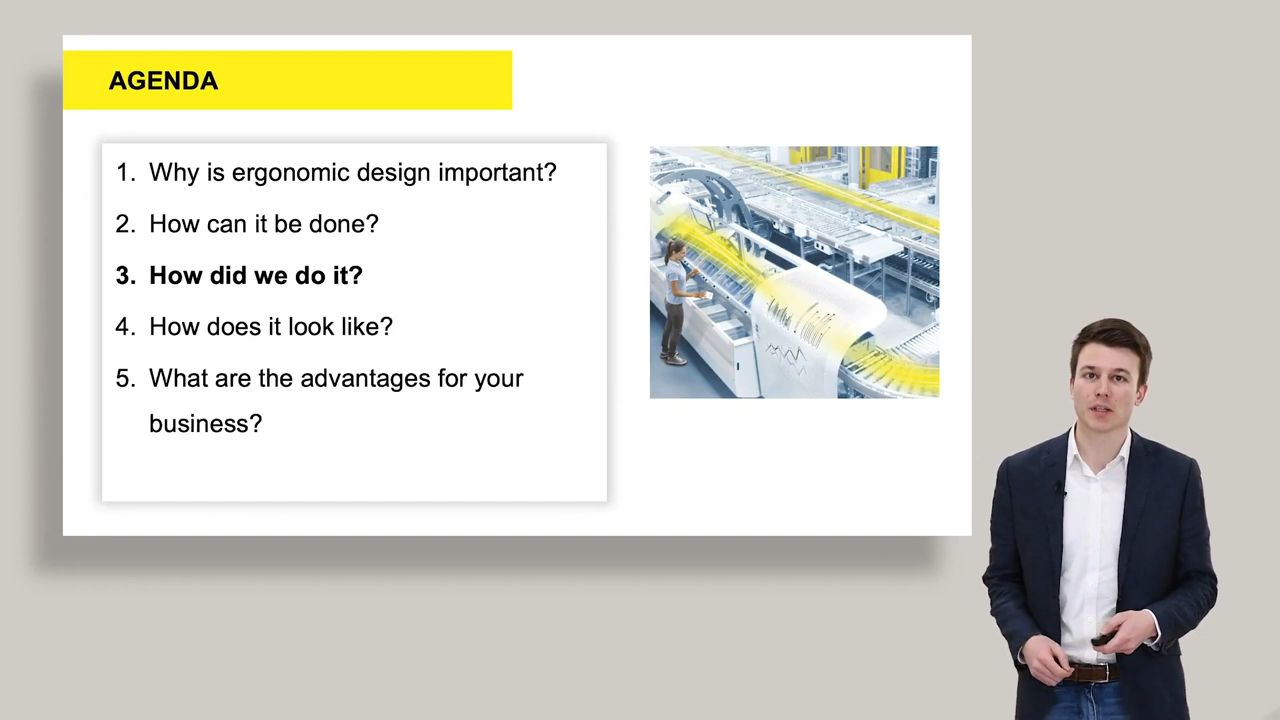 AGENDA
1. Why is ergonomic design important?
2. How can it be done?
3. How did we do it?
4. How does it look like?
5. What are the advantages for your
business?